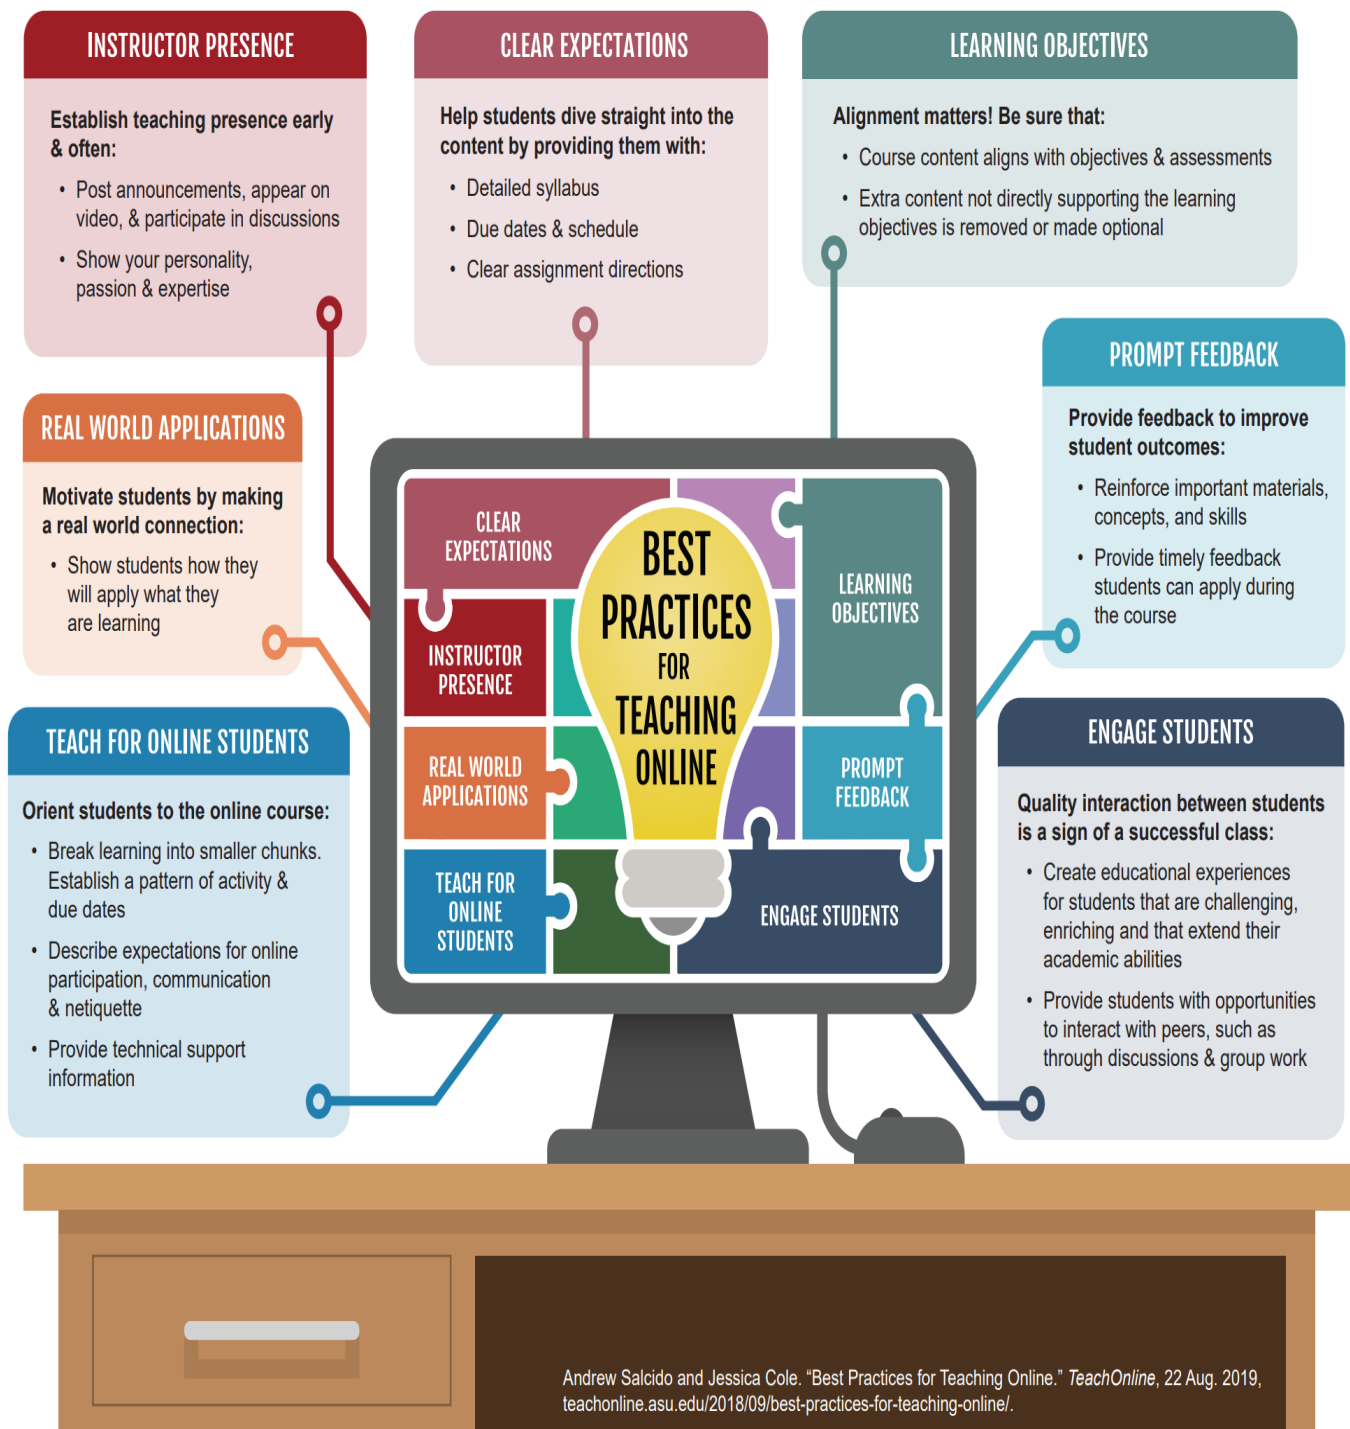 INSTRUCTOR PRESENCE
Establish teaching presence early
& often:
• Post announcements, appear on
video, & participate in discussions
• Show your personality,
passion & expertise
CLEAR EXPECTATIONS
Help students dive straight into the
content by providing them with:
• Detailed syllabus
• Due dates & schedule
• Clear assignment directions
LEARNING OBJECTIVES
Alignment matters! Be sure that:
• Course content aligns with objectives & assessments
• Extra content not directly supporting the learning
objectives is removed or made optional
REAL WORLD APPLICATIONS
Motivate students by making
a real world connection:
• Show students how they
will apply what they
are learning
PROMPT FEEDBACK
Provide feedback to improve
student outcomes:
• Reinforce important materials,
concepts, and skills
• Provide timely feedback
students can apply during
the course
TEACH FOR ONLINE STUDENTS
Orient students to the online course:
• Break learning into smaller chunks.
Establish a pattern of activity &
due dates
• Describe expectations for online
participation, communication
& netiquette
• Provide technical support
information
ENGAGE STUDENTS
Quality interaction between students
is a sign of a successful class:
• Create educational experiences
for students that are challenging,
enriching and that extend their
academic abilities
• Provide students with opportunities
to interact with peers, such as
through discussions & group work
CLEAR
EXPECTATIONS
INSTRUCTOR
PRESENCE
REAL WORLD
APPLICATIONS
TEACH FOR
ONLINE
STUDENTS
BEST
PRACTICES
FOR
TEACHING
ONLINE
LEARNING
OBJECTIVES
PROMPT
FEEDBACK
ENGAGE STUDENTS
Andrew Salcido and Jessica Cole. “Best Practices for Teaching Online.” TeachOnline, 22 Aug. 2019,
teachonline.asu.edu/2018/09/best-practices-for-teaching-online/.